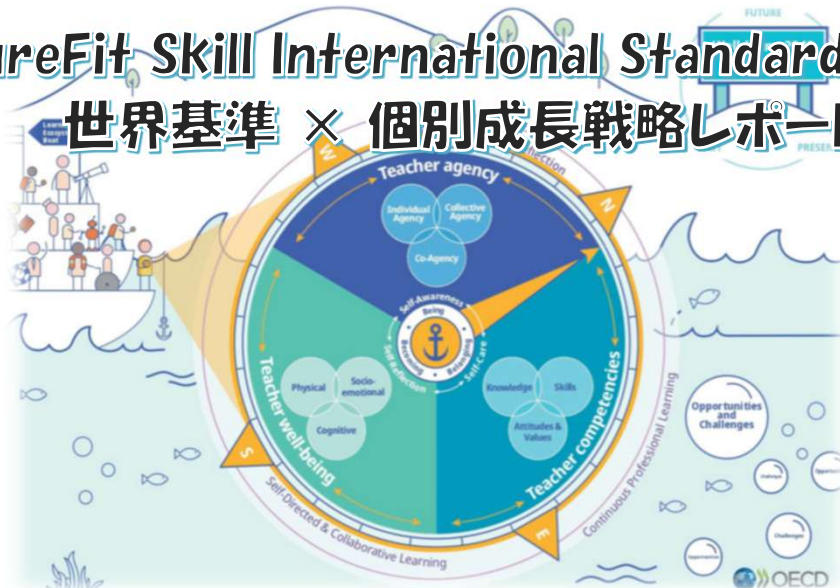 FUTURE
ureFit Skill International Standard
世界基準 × 個別成長戦略レポー
PRESEN
Learn
W
Teacher agency
Individual Agency
Collective Agency
Co-Agency
N
Self-Awareness
Being
Becoming
Belonging
Self-Reflection
Self-Care
Physical
Socio-emotional
Cognitive
Teacher well-being
Knowledge
Skills
Attitudes & Values
Teacher competencies
Opportunities
and
Challenges
S
E
Self-Directed & Collaborative Learning
Continuous Professional Learning
Challenges
OECD